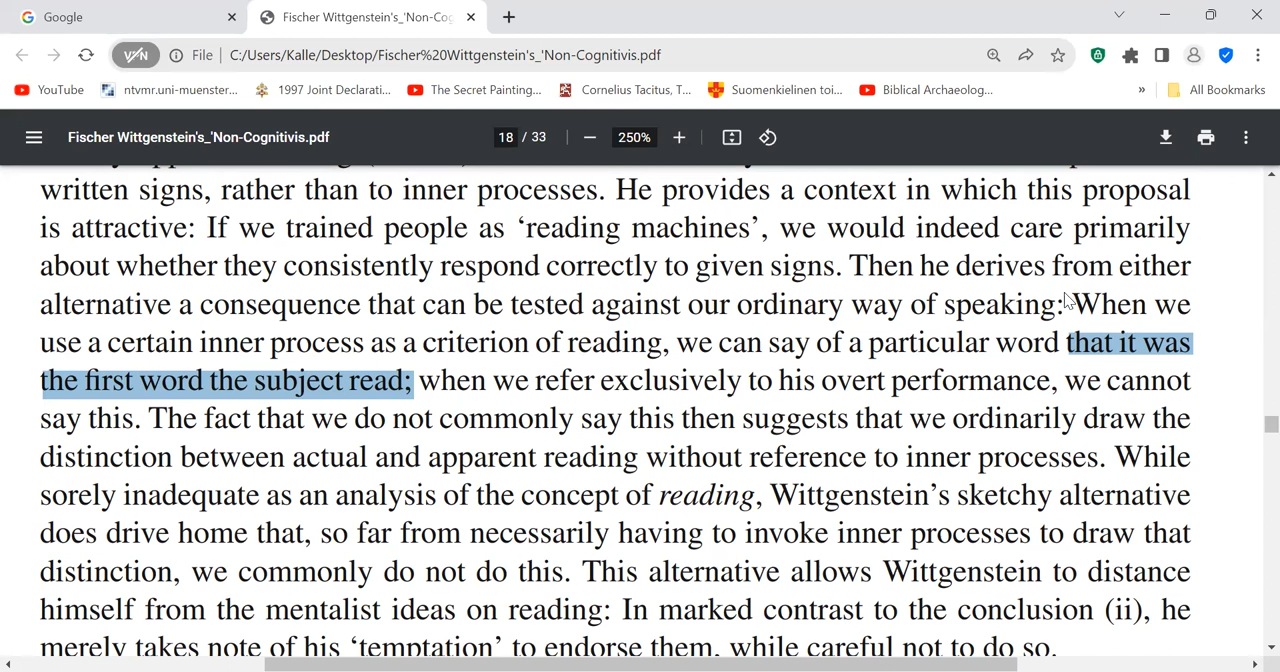 Google
Fischer Wittgenstein's_'Non-Cog
VPN
File
C:/Users/Kalle/Desktop/Fischer%20Wittgenstein's_'Non-Cognitivis.pdf
YouTube
ntvmr.uni-muenster...
1997 Joint Declarati...
The Secret Painting...
Cornelius Tacitus, T...
Suomenkielinen toi...
Biblical Archaeolog...
»
All Bookmarks
Fischer Wittgenstein's_'Non-Cognitivis.pdf
18 / 33
250%
written signs, rather than to inner processes. He provides a context in which this proposal
is attractive: If we trained people as ‘reading machines’, we would indeed care primarily
about whether they consistently respond correctly to given signs. Then he derives from either
alternative a consequence that can be tested against our ordinary way of speaking: When we
use a certain inner process as a criterion of reading, we can say of a particular word that it was
the first word the subject read; when we refer exclusively to his overt performance, we cannot
say this. The fact that we do not commonly say this then suggests that we ordinarily draw the
distinction between actual and apparent reading without reference to inner processes. While
sorely inadequate as an analysis of the concept of reading, Wittgenstein’s sketchy alternative
does drive home that, so far from necessarily having to invoke inner processes to draw that
distinction, we commonly do not do this. This alternative allows Wittgenstein to distance
himself from the mentalist ideas on reading: In marked contrast to the conclusion (ii), he
merely takes note of his ‘temptation’ to endorse them, while careful not to do so.